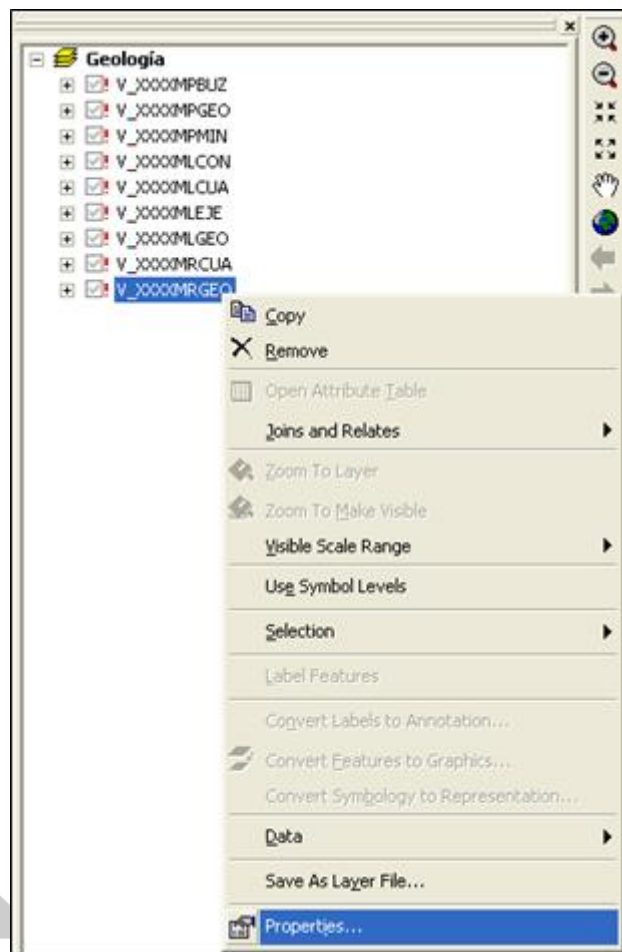 Geología
V_XXXXMPBUZ
V_XXXXMPGEO
V_XXXXMPMIN
V_XXXXMLCON
V_XXXXMLCUA
V_XXXXMLEJE
V_XXXXMLGEO
V_XXXXMRCUA
V_XXXXMRGEO
Copy
Remove
Open Attribute Table
Joins and Relates
Zoom To Layer
Zoom To Make Visible
Visible Scale Range
Use Symbol Levels
Selection
Label Features
Convert Labels to Annotation...
Convert Features to Graphics...
Convert Symbology to Representation...
Data
Save As Layer File...
Properties...